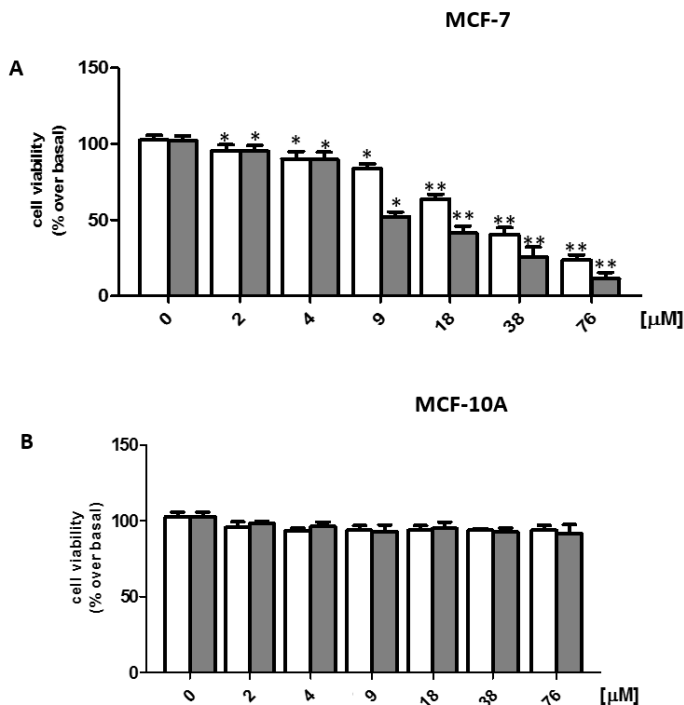 MCF-7
A
150
100
50
0
cell viability
(% over basal)
* * * * * * ** ** ** ** ** **
0 2 4 9 18 38 76 [µM]
MCF-10A
B
150
100
50
0
cell viability
(% over basal)
0 2 4 9 18 38 76 [µM]